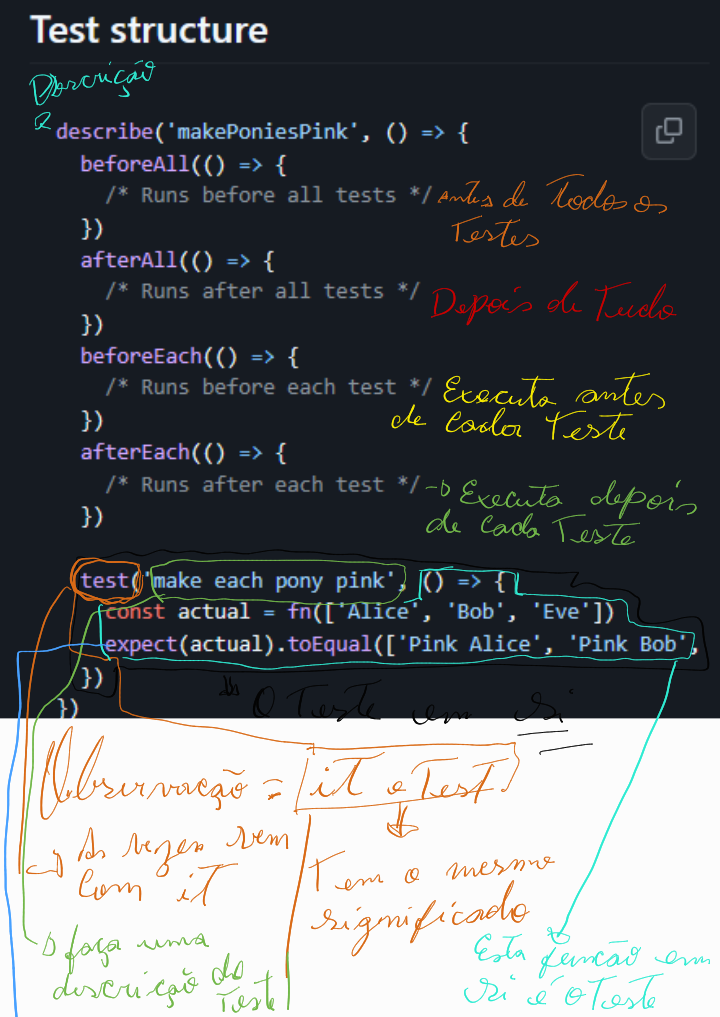 Test structure
Descrição
describe('makePoniesPink', () => {
beforeAll(() => {
/* Runs before all tests */ antes de Todos os
Testes
})
afterAll(() => {
/* Runs after all tests */ Depois de Tudo
})
beforeEach(() => {
/* Runs before each test */ Executa antes
de cada Teste
})
afterEach(() => {
/* Runs after each test */ -> Executa depois
de cada Teste
})
test('make each pony pink', () => {
const actual = fn(['Alice', 'Bob', 'Eve'])
expect(actual).toEqual(['Pink Alice', 'Pink Bob',
})
})
O Teste em si
Observação = iT e Test
As vezes vem
Com iT
Tem o mesmo
significado
faça uma
descrição do
Teste
Esta função em
si é o Teste